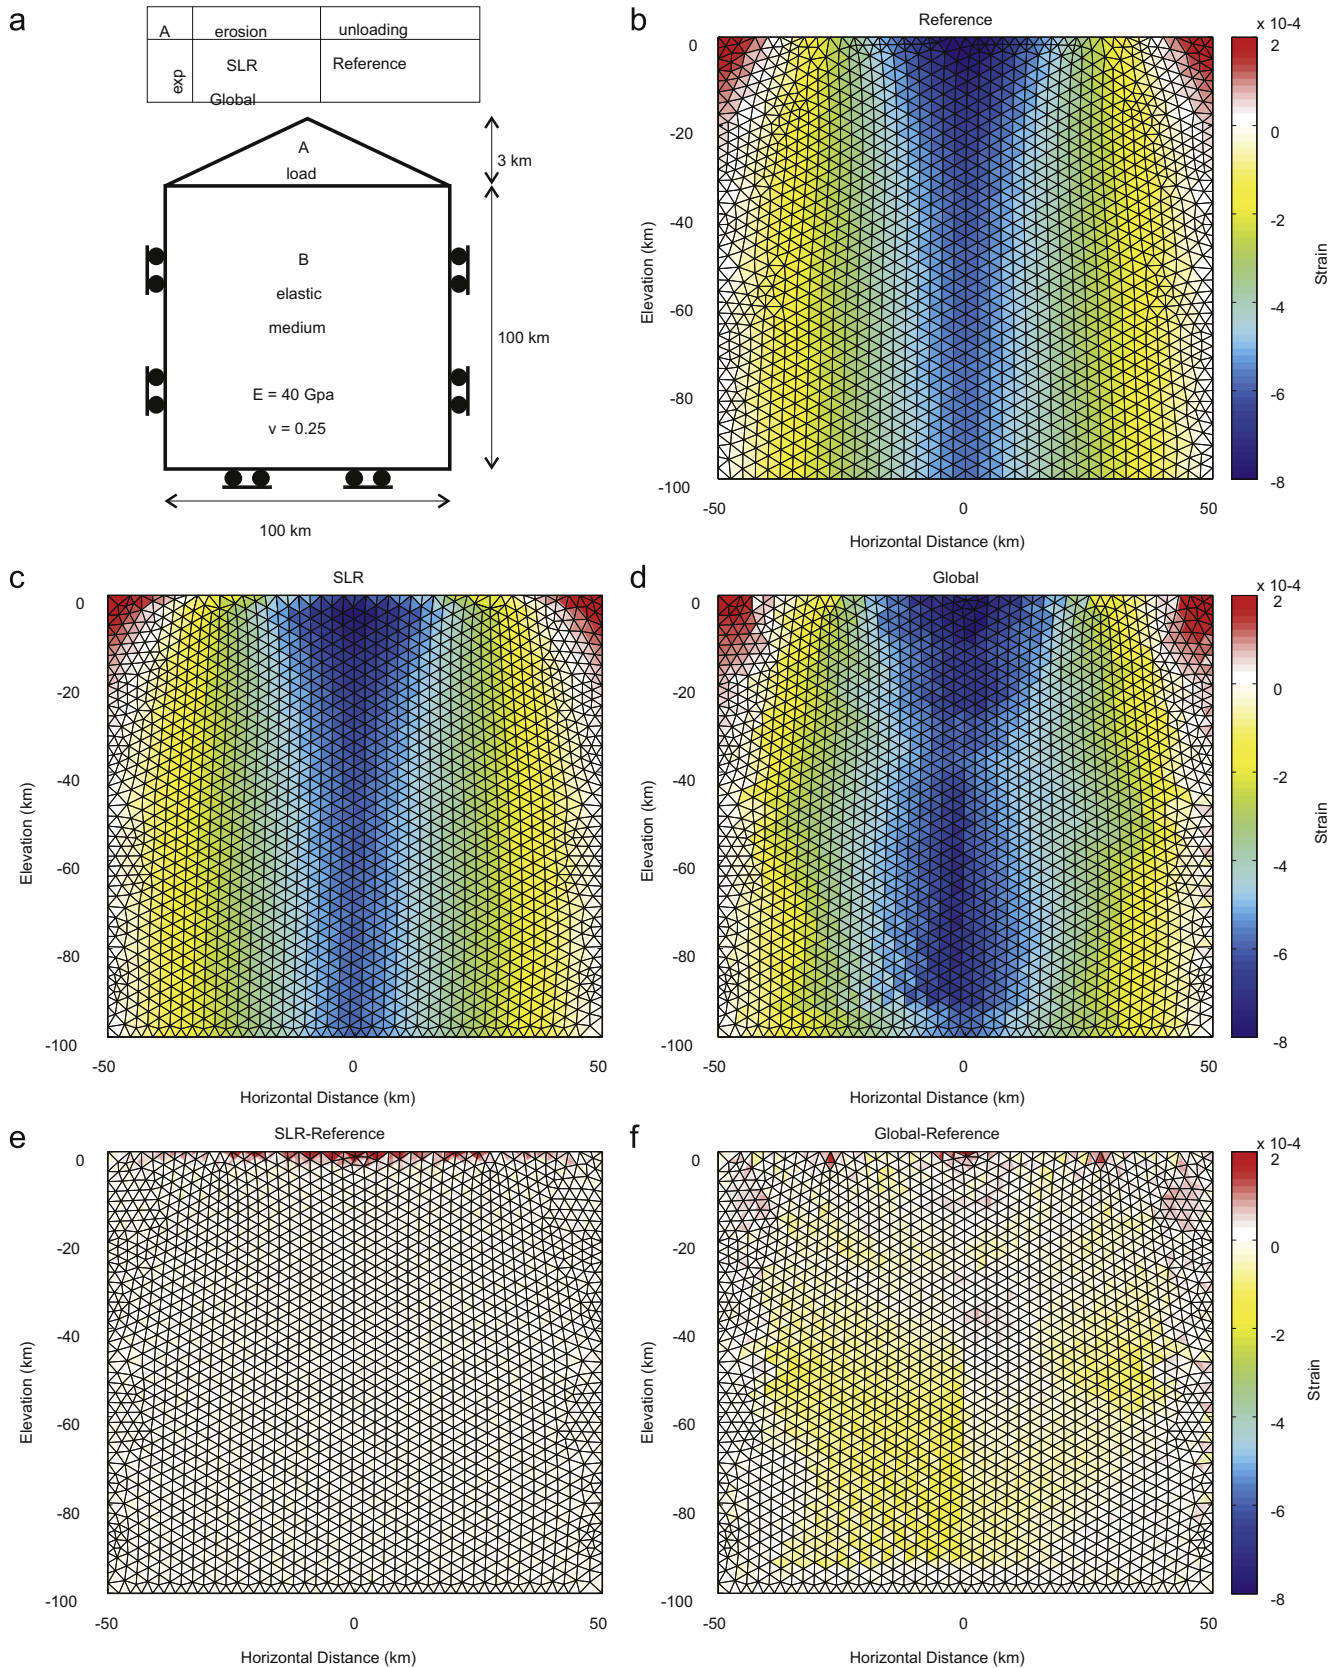 a
A erosion unloading
exp SLR Reference
Global
A
load
3 km
B
elastic
medium
E = 40 Gpa
v = 0.25
100 km
100 km
b
Reference
x 10-4
0
-20
-40
-60
-80
-100
-50
0
50
Elevation (km)
Horizontal Distance (km)
2
0
-2
-4
-6
-8
Strain
c
SLR
0
-20
-40
-60
-80
-100
-50
0
50
Elevation (km)
Horizontal Distance (km)
d
Global
x 10-4
0
-20
-40
-60
-80
-100
-50
0
50
Elevation (km)
Horizontal Distance (km)
2
0
-2
-4
-6
-8
Strain
e
SLR-Reference
0
-20
-40
-60
-80
-100
-50
0
50
Elevation (km)
Horizontal Distance (km)
f
Global-Reference
x 10-4
0
-20
-40
-60
-80
-100
-50
0
50
Elevation (km)
Horizontal Distance (km)
2
0
-2
-4
-6
-8
Strain